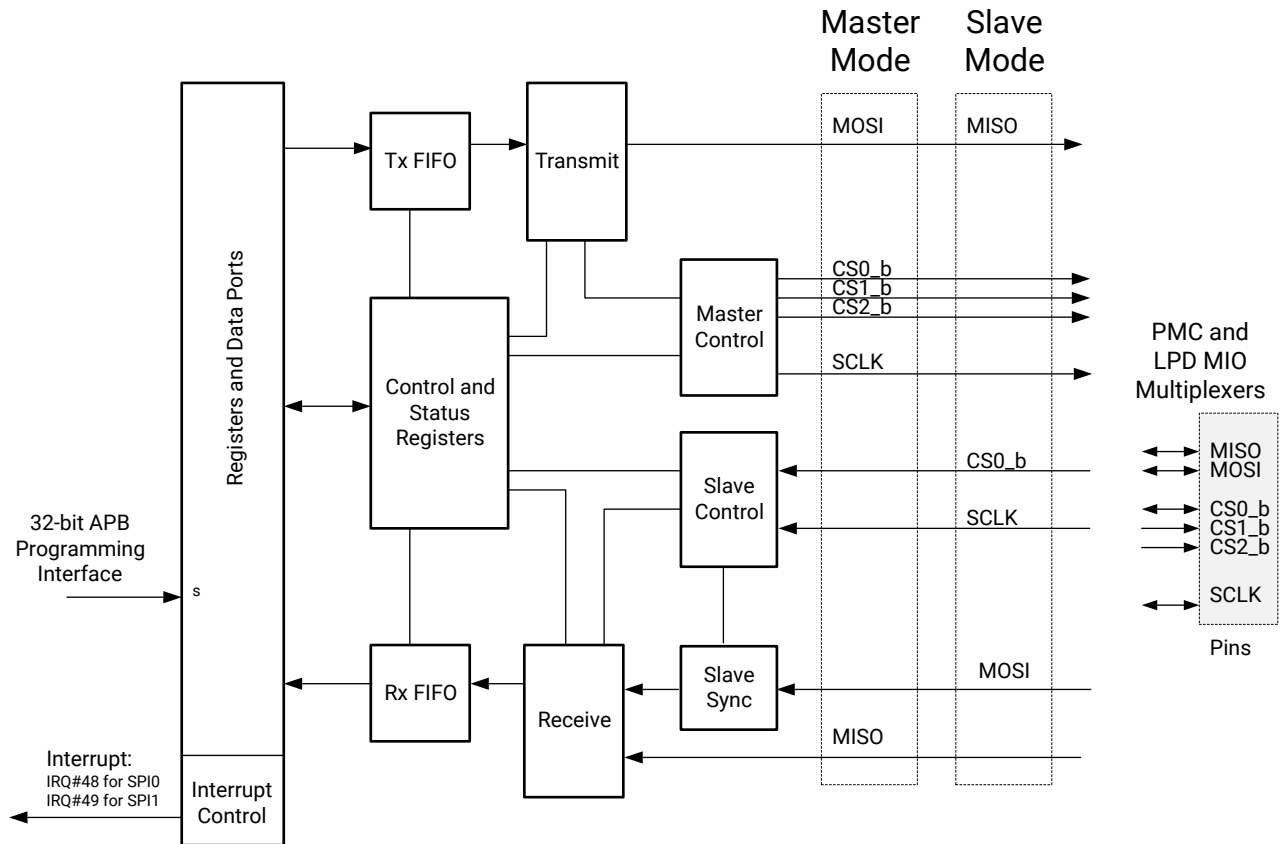 Master
Mode
Slave
Mode
MOSI
MISO
Tx FIFO
Transmit
Registers and Data Ports
CS0_b
CS1_b
CS2_b
Master
Control
SCLK
PMC and
LPD MIO
Multiplexers
Control and
Status
Registers
MISO
MOSI
CS0_b
CS1_b
CS2_b
SCLK
Pins
CS0_b
Slave
Control
SCLK
32-bit APB
Programming
Interface
s
Rx FIFO
Receive
Slave
Sync
MOSI
MISO
Interrupt:
IRQ#48 for SPI0
IRQ#49 for SPI1
Interrupt
Control